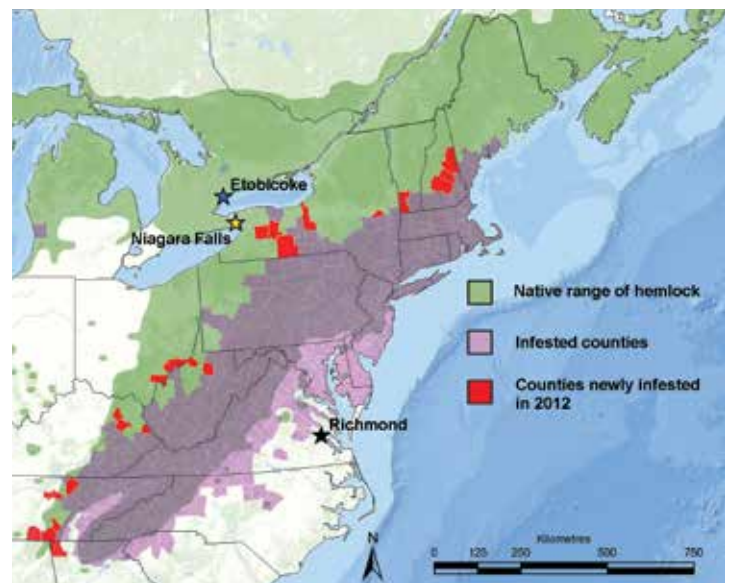 Etobicoke
Niagara Falls
Native range of hemlock
Infested counties
Counties newly infested
in 2012
Richmond
N
Kilometres
0 125 250 500 750